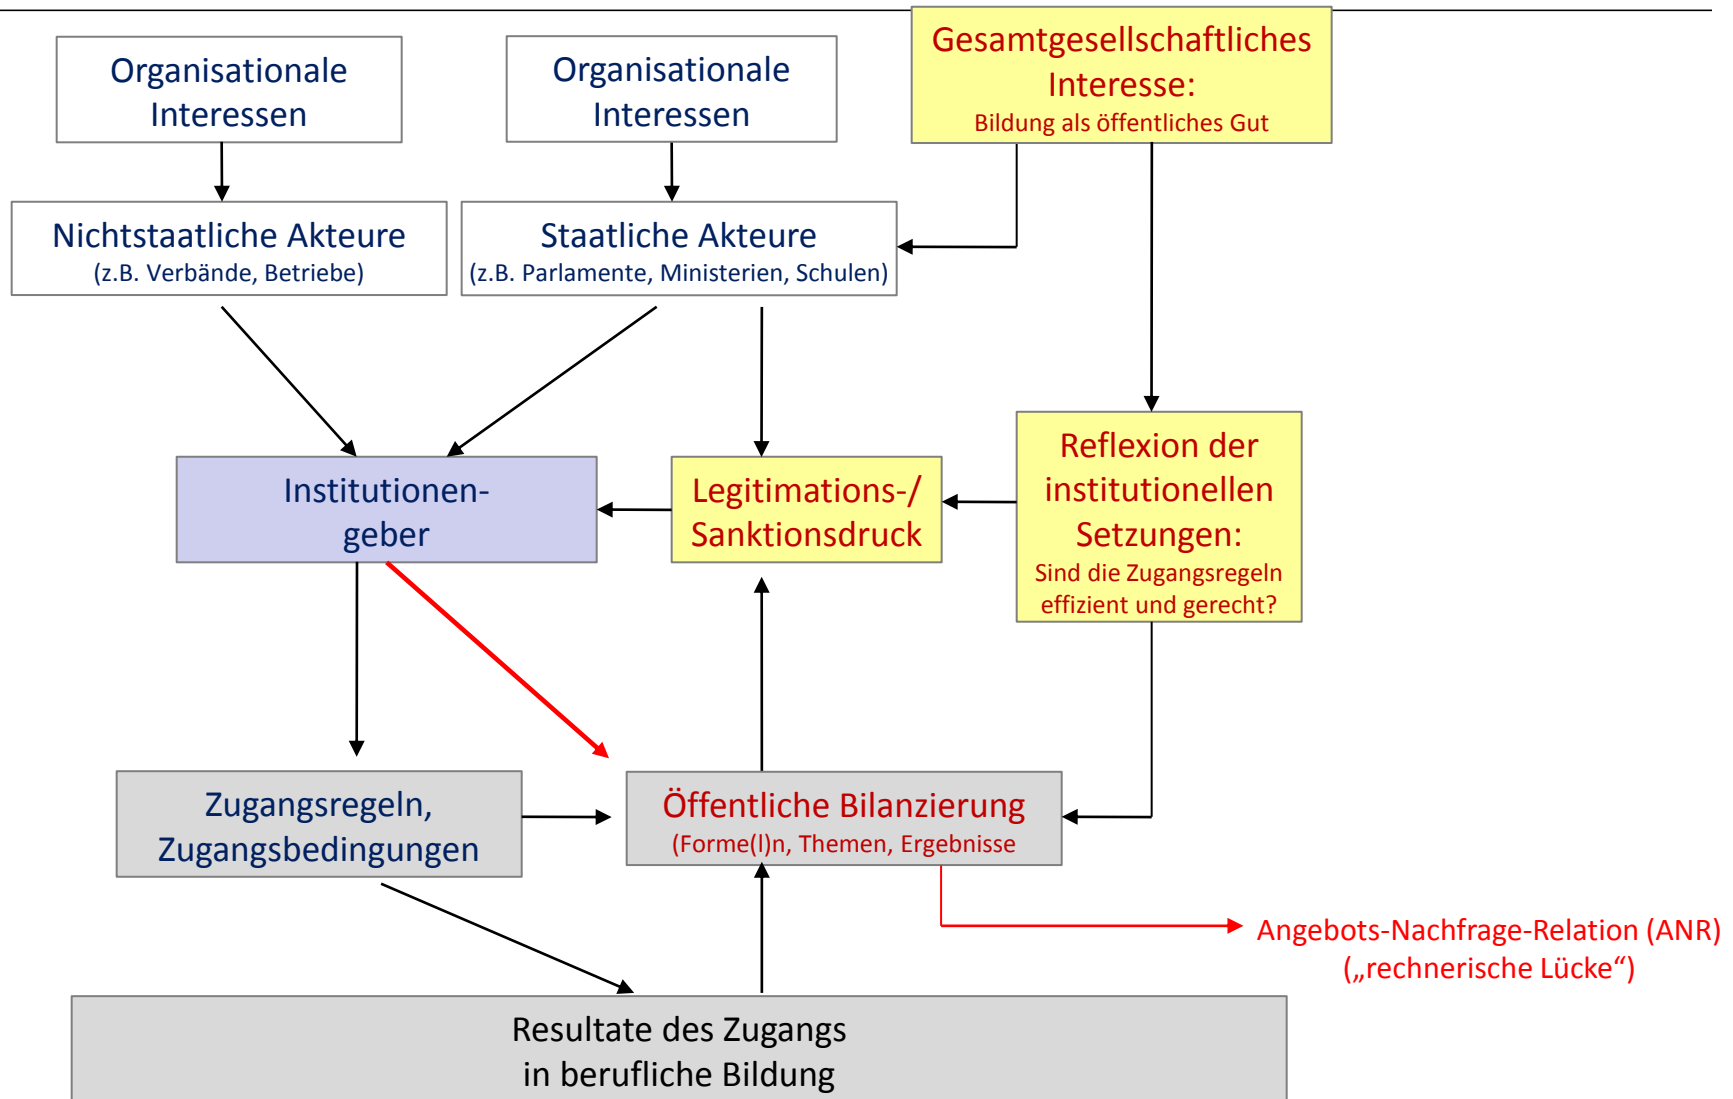 Organisationale
Interessen
Organisationale
Interessen
Gesamtgesellschaftliches
Interesse:
Bildung als öffentliches Gut
Nichtstaatliche Akteure
(z.B. Verbände, Betriebe)
Staatliche Akteure
(z.B. Parlamente, Ministerien, Schulen)
Institutionen-
geber
Legitimations-/
Sanktionsdruck
Reflexion der
institutionellen
Setzungen:
Sind die Zugangsregeln
effizient und gerecht?
Zugangsregeln,
Zugangsbedingungen
Öffentliche Bilanzierung
(Forme(l)n, Themen, Ergebnisse
Angebots-Nachfrage-Relation (ANR)
(„rechnerische Lücke“)
Resultate des Zugangs
in berufliche Bildung